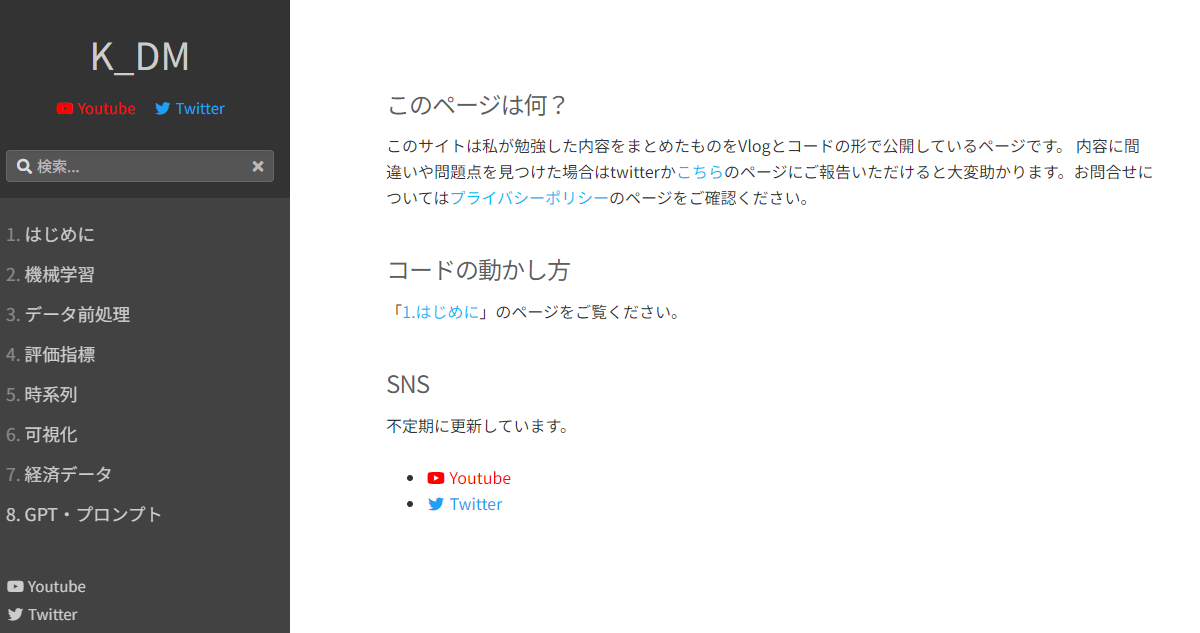 K_DM
Youtube Twitter
検索...
1. はじめに
2. 機械学習
3. データ前処理
4. 評価指標
5. 時系列
6. 可視化
7. 経済データ
8. GPT・プロンプト
Youtube
Twitter
このページは何？
このサイトは私が勉強した内容をまとめたものをVlogとコードの形で公開しているページです。 内容に間
違いや問題点を見つけた場合はtwitterかこちらのページにご報告いただけると大変助かります。お問合せに
ついてはプライバシーポリシーのページをご確認ください。
コードの動かし方
「1.はじめに」のページをご覧ください。
SNS
不定期に更新しています。
Youtube
Twitter